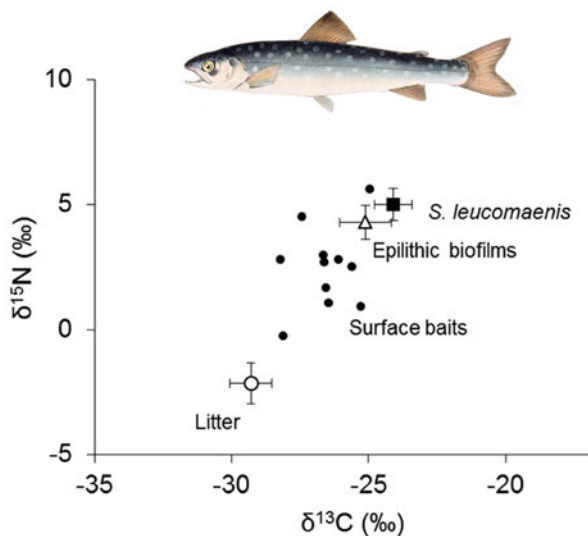 10
5
0
-5
δ¹⁵N (‰)
S. leucomaenis
Epilithic biofilms
Surface baits
Litter
-35
-30
-25
-20
δ¹³C (‰)